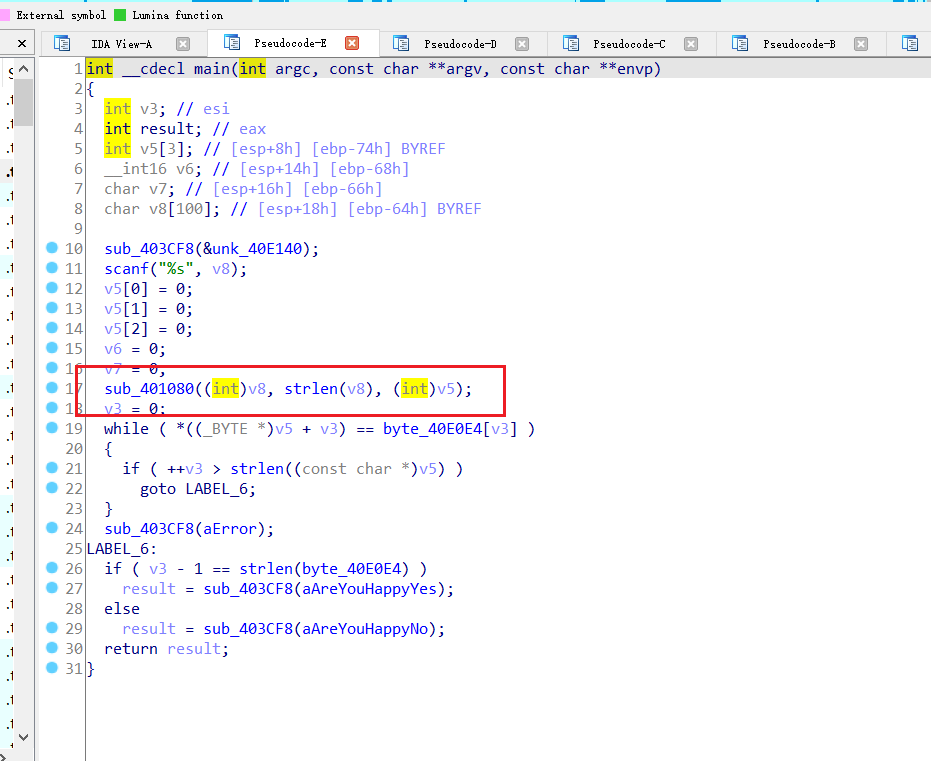 External symbol Lumina function
IDA View-A Pseudocode-E Pseudocode-D Pseudocode-C Pseudocode-B
1 int __cdecl main(int argc, const char **argv, const char **envp)
2 {
3 int v3; // esi
4 int result; // eax
5 int v5[3]; // [esp+8h] [ebp-74h] BYREF
6 __int16 v6; // [esp+14h] [ebp-68h]
7 char v7; // [esp+16h] [ebp-66h]
8 char v8[100]; // [esp+18h] [ebp-64h] BYREF
9
10 sub_403CF8(&unk_40E140);
11 scanf("%s", v8);
12 v5[0] = 0;
13 v5[1] = 0;
14 v5[2] = 0;
15 v6 = 0;
16 v7 = 0;
17 sub_401080((int)v8, strlen(v8), (int)v5);
18 v3 = 0;
19 while ( *((_BYTE *)v5 + v3) == byte_40E0E4[v3] )
20 {
21 if ( ++v3 > strlen((const char *)v5) )
22 goto LABEL_6;
23 }
24 sub_403CF8(aError);
25 LABEL_6:
26 if ( v3 - 1 == strlen(byte_40E0E4) )
27 result = sub_403CF8(aAreYouHappyYes);
28 else
29 result = sub_403CF8(aAreYouHappyNo);
30 return result;
31 }